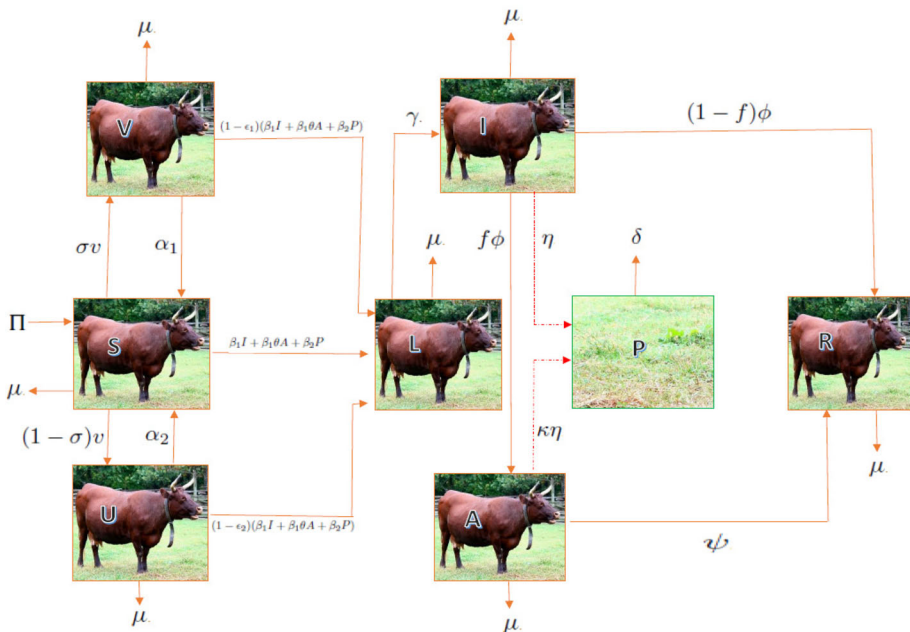 μ.
μ.
V
(1−ϵ₁)(β₁I + β₁θA + β₂P)
γ.
I
(1 − f)ϕ
σv
α₁
μ.
fϕ
η
δ
Π
S
β₁I + β₁θA + β₂P
L
P
R
μ.
(1 − σ)v
α₂
κη
μ.
U
(1−ϵ₂)(β₁I + β₁θA + β₂P)
A
ψ.
μ.
μ.